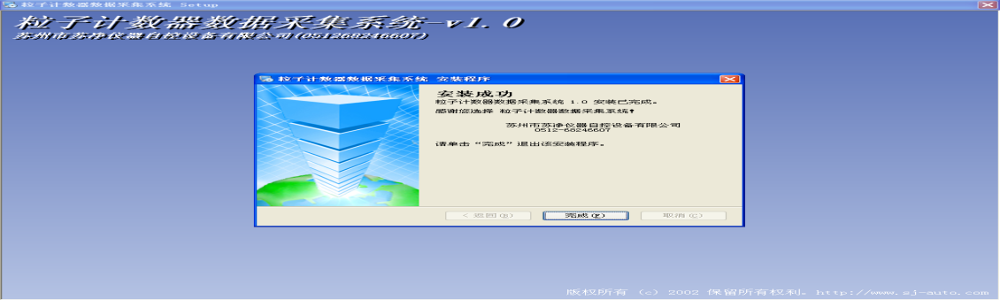 粒子计数器数据采集系统 Setup
粒子计数器数据采集系统-v1.0
苏州市苏净仪器自控设备有限公司(051268246607)
粒子计数器数据采集系统 安装程序
安装成功
粒子计数器数据采集系统 1.0 安装已完成。
感谢您选择 粒子计数器数据采集系统!
苏州市苏净仪器自控设备有限公司
0512-68246607
请单击“完成”退出该安装程序。
< 返回(B)
完成(F)
取消(C)
版权所有 (c) 2002 保留所有权利。http://www.sj-auto.com